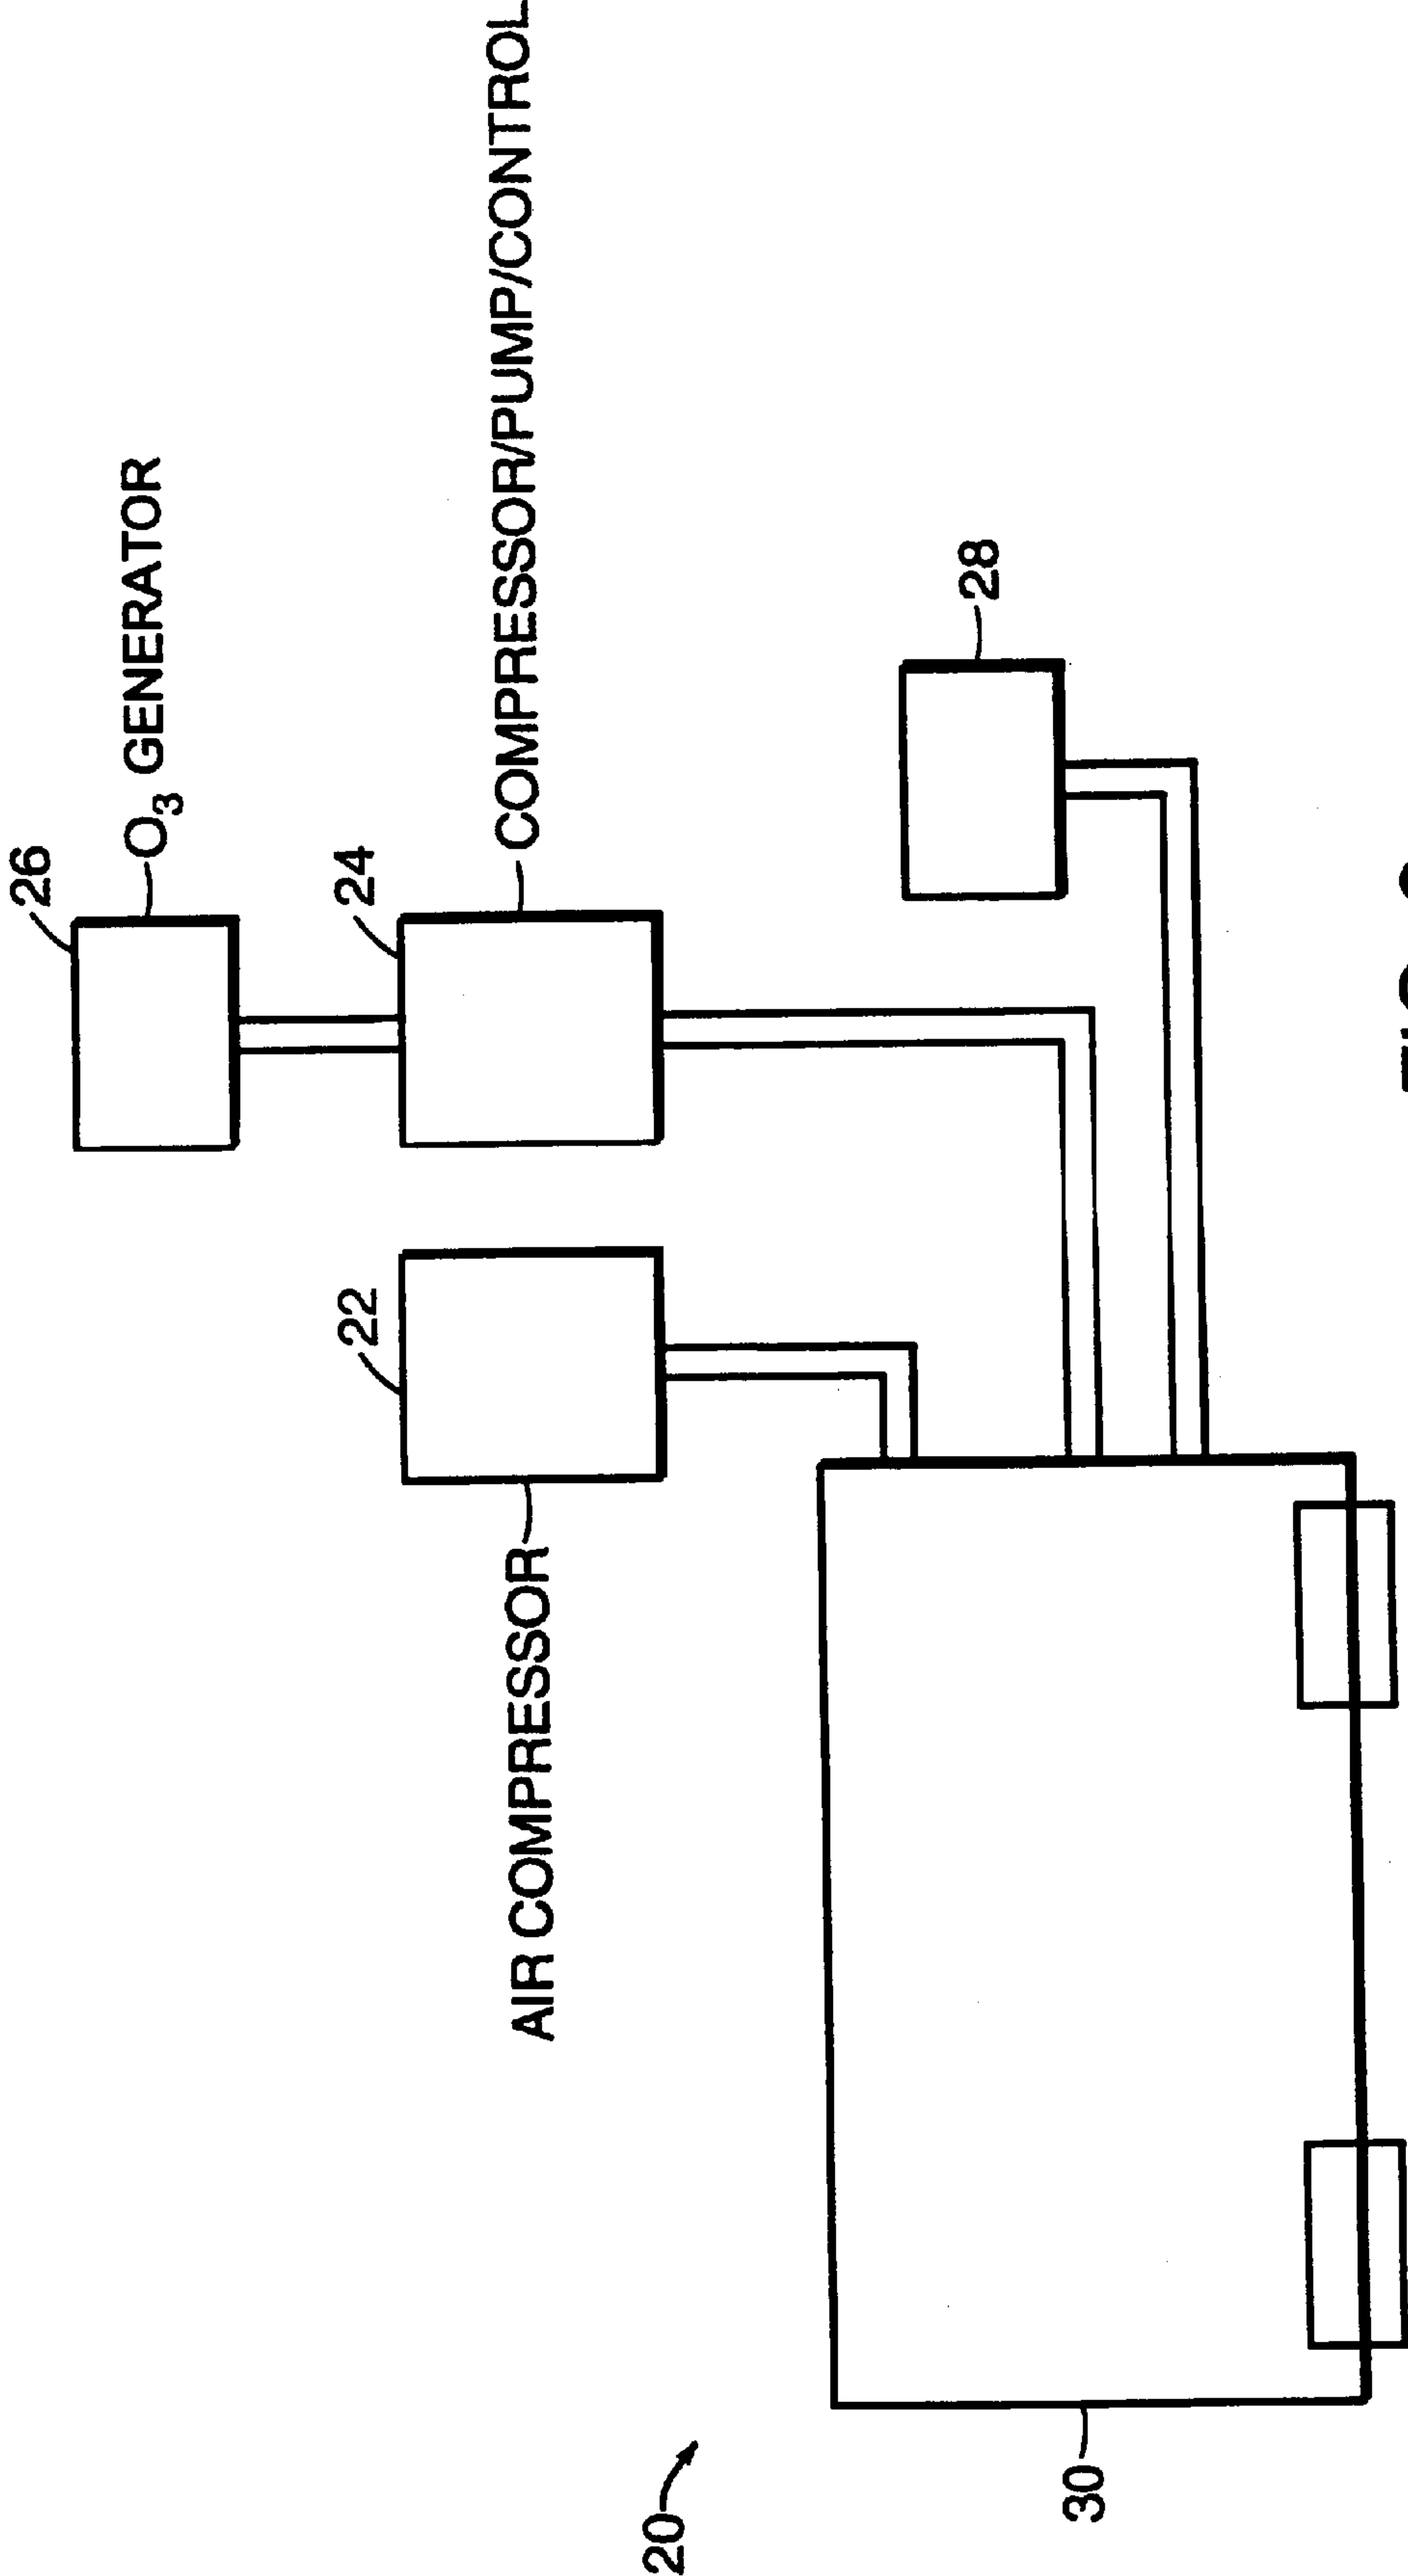 26
O₃ GENERATOR
24
COMPRESSOR/PUMP/CONTROL
22
AIR COMPRESSOR
28
20
30